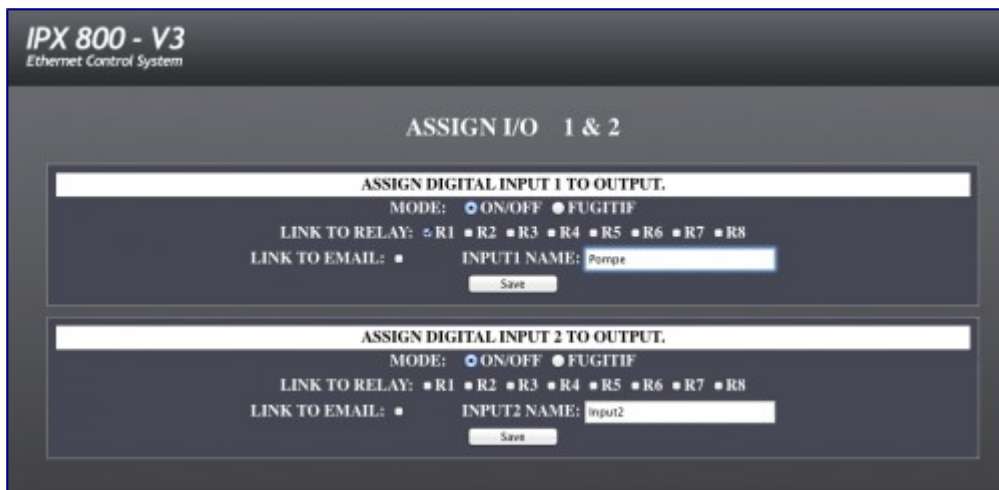 IPX 800 - V3
Ethernet Control System
ASSIGN I/O 1 & 2
ASSIGN DIGITAL INPUT 1 TO OUTPUT.
MODE: ON/OFF FUGITIF
LINK TO RELAY: R1 R2 R3 R4 R5 R6 R7 R8
LINK TO EMAIL: INPUT1 NAME: Pompe
Save
ASSIGN DIGITAL INPUT 2 TO OUTPUT.
MODE: ON/OFF FUGITIF
LINK TO RELAY: R1 R2 R3 R4 R5 R6 R7 R8
LINK TO EMAIL: INPUT2 NAME: Input2
Save